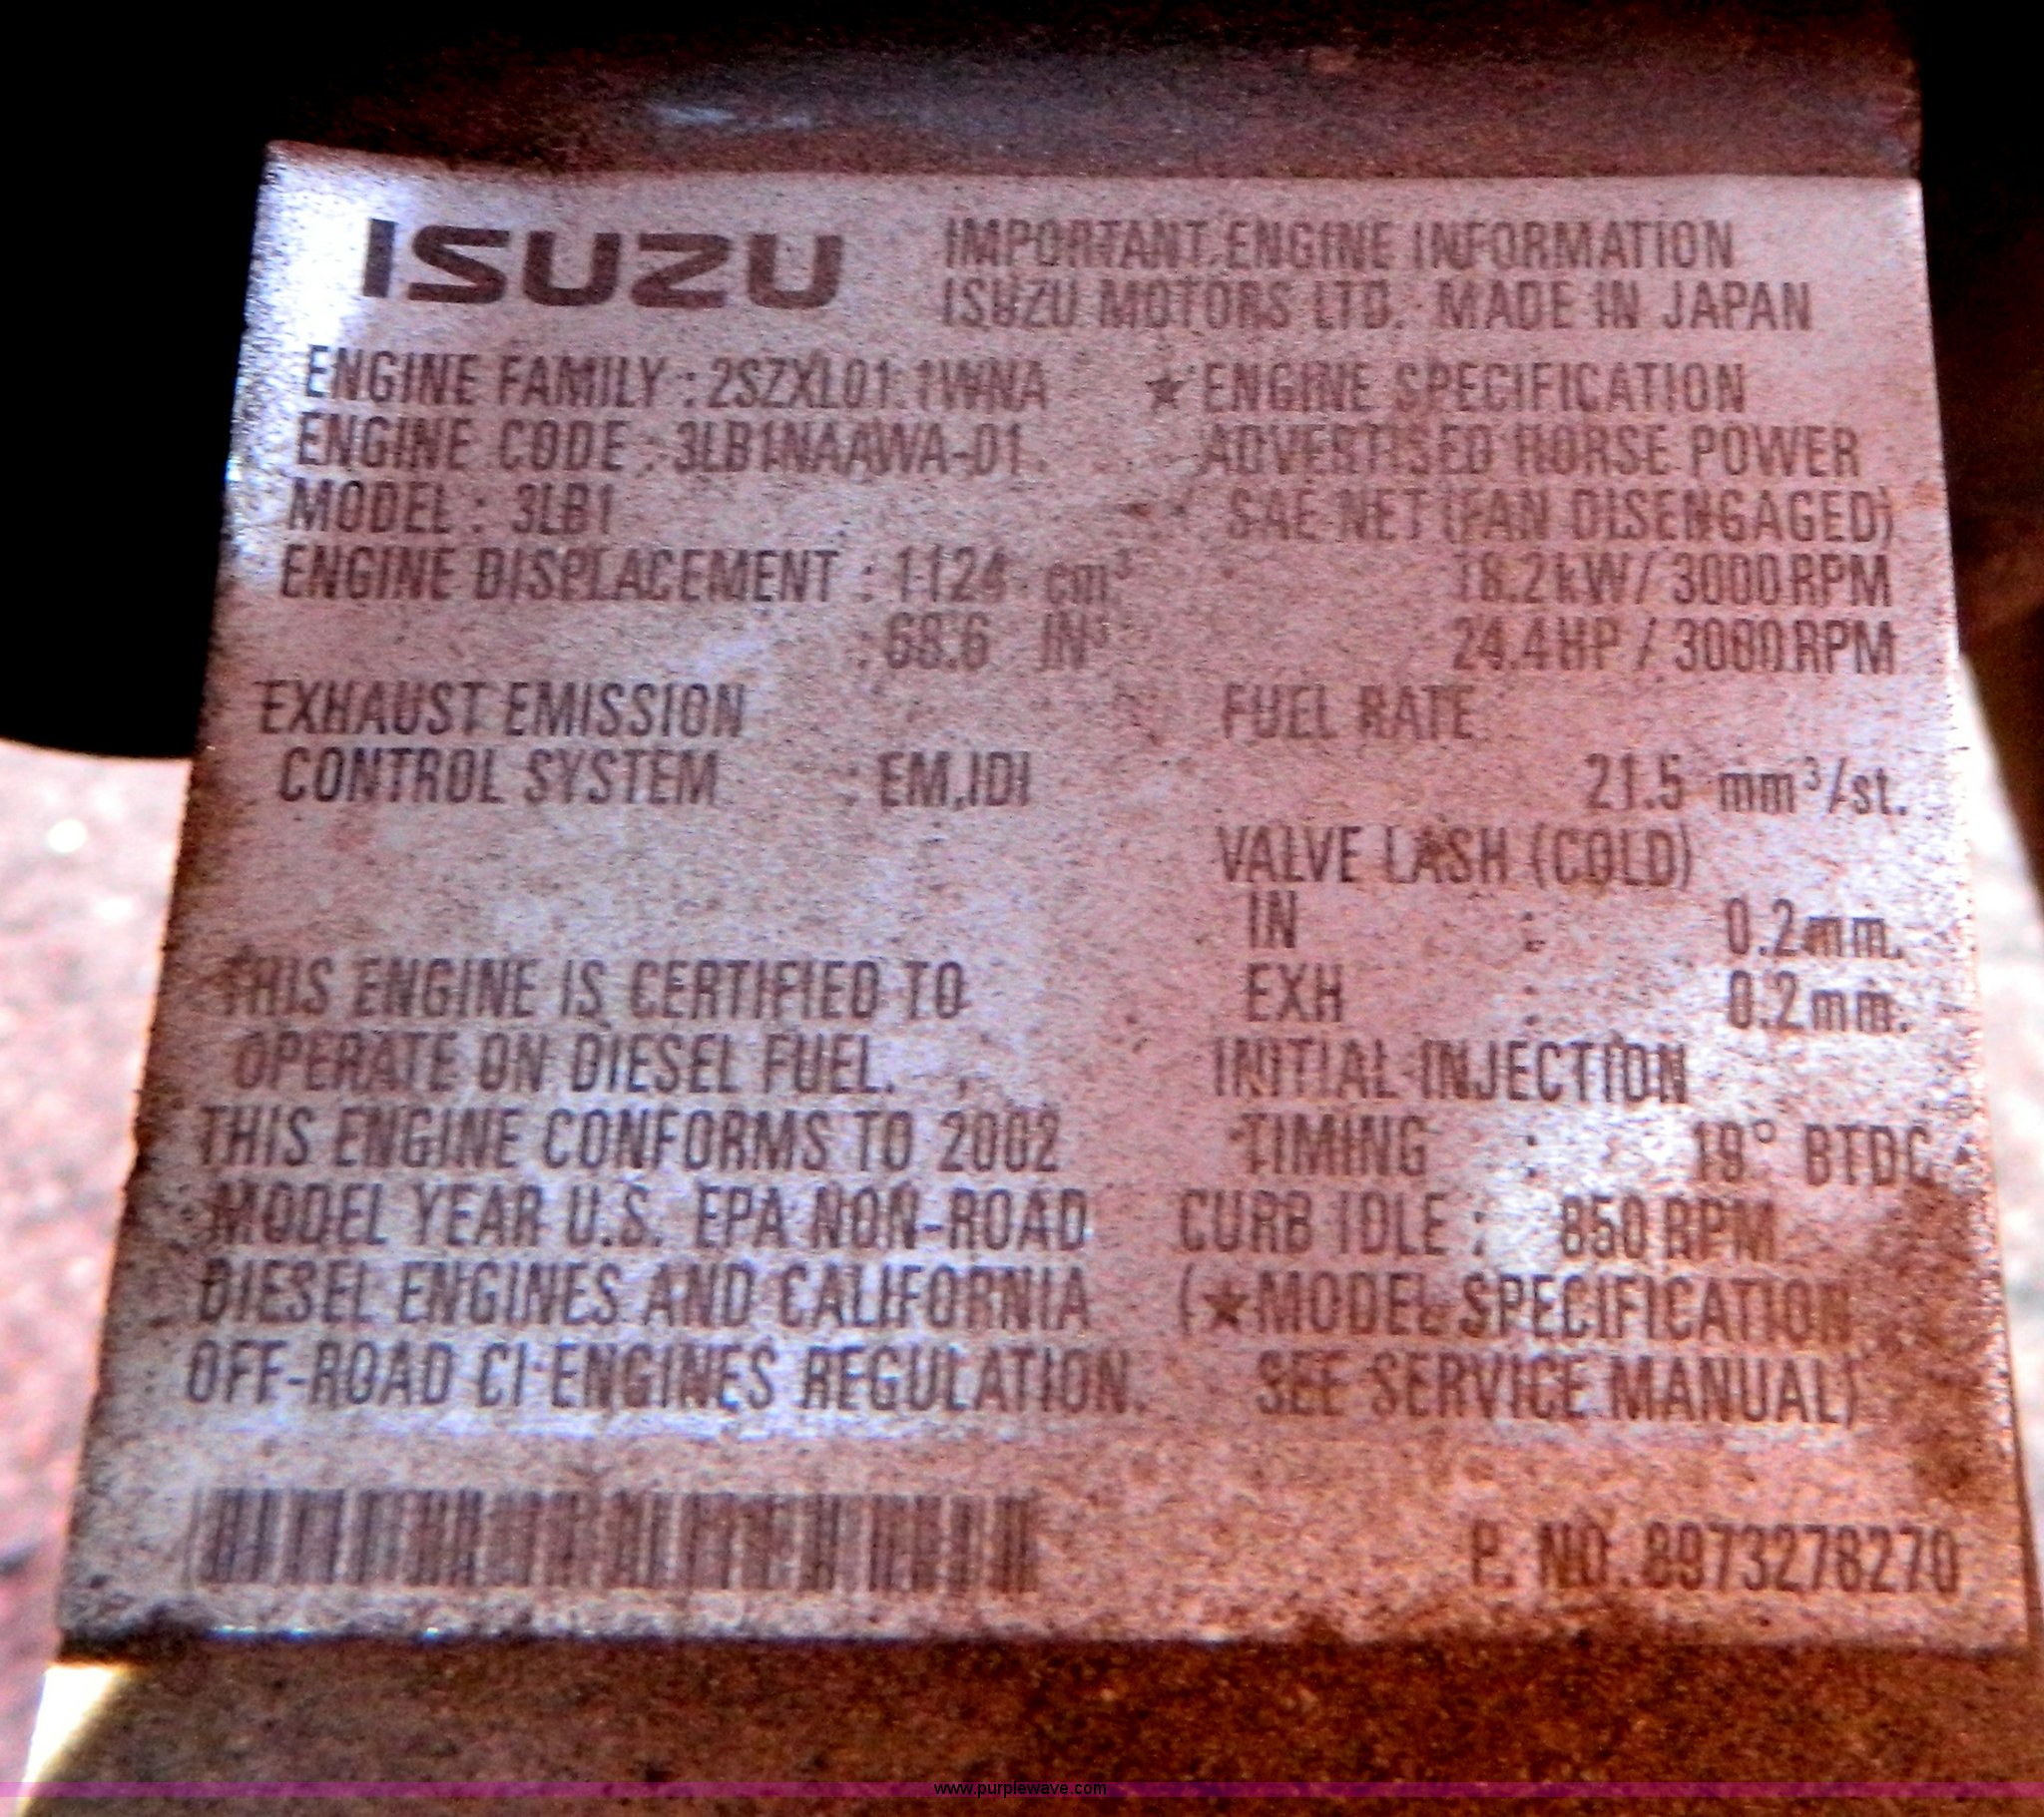 ISUZU
IMPORTANT ENGINE INFORMATION
ISUZU MOTORS LTD. MADE IN JAPAN
ENGINE FAMILY : 2SZXL01.1WNA
ENGINE CODE : 3LB1NAAWA-01
MODEL : 3LB1
ENGINE DISPLACEMENT : 1124 cm³
: 68.6 IN³
EXHAUST EMISSION
CONTROL SYSTEM : EM,IDI
THIS ENGINE IS CERTIFIED TO
OPERATE ON DIESEL FUEL.
THIS ENGINE CONFORMS TO 2002
MODEL YEAR U.S. EPA NON-ROAD
DIESEL ENGINES AND CALIFORNIA
OFF-ROAD CI ENGINES REGULATION.
★ENGINE SPECIFICATION
ADVERTISED HORSE POWER
SAE NET (FAN DISENGAGED)
18.2kW/ 3000RPM
24.4HP / 3000RPM
FUEL RATE
21.5 mm³/st.
VALVE LASH (COLD)
IN : 0.2mm.
EXH : 0.2mm.
INITIAL INJECTION
TIMING : BTDC
CURB IDLE : 850 RPM
(★MODEL SPECIFICATION
SEE SERVICE MANUAL)
P. NO. 8973278270
www.purplewave.com